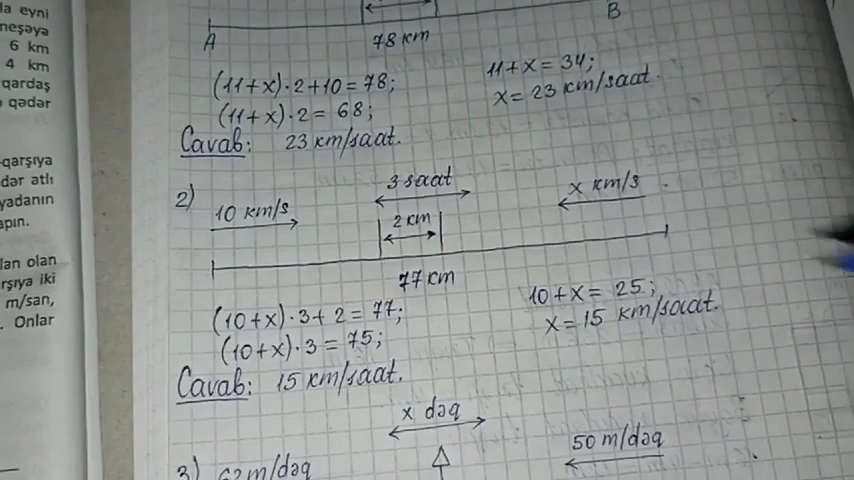 la eyni
neşəyə
6 km
4 km
qardaş
qədər
-qarşıya
dər atlı
yadanın
apın.
lan olan
rşıya iki
m/san,
. Onlar
A
B
78 km
(11+x)·2+10=78;
11+x=34;
(11+x)·2=68;
x=23 km/saat.
Cavab: 23 km/saat.
2)
10 km/s
3 saat
x km/s
2 km
77 km
(10+x)·3+2=77;
10+x=25;
(10+x)·3=75;
x=15 km/saat.
Cavab: 15 km/saat.
x dəq
3) 62 m/dəq
50 m/dəq